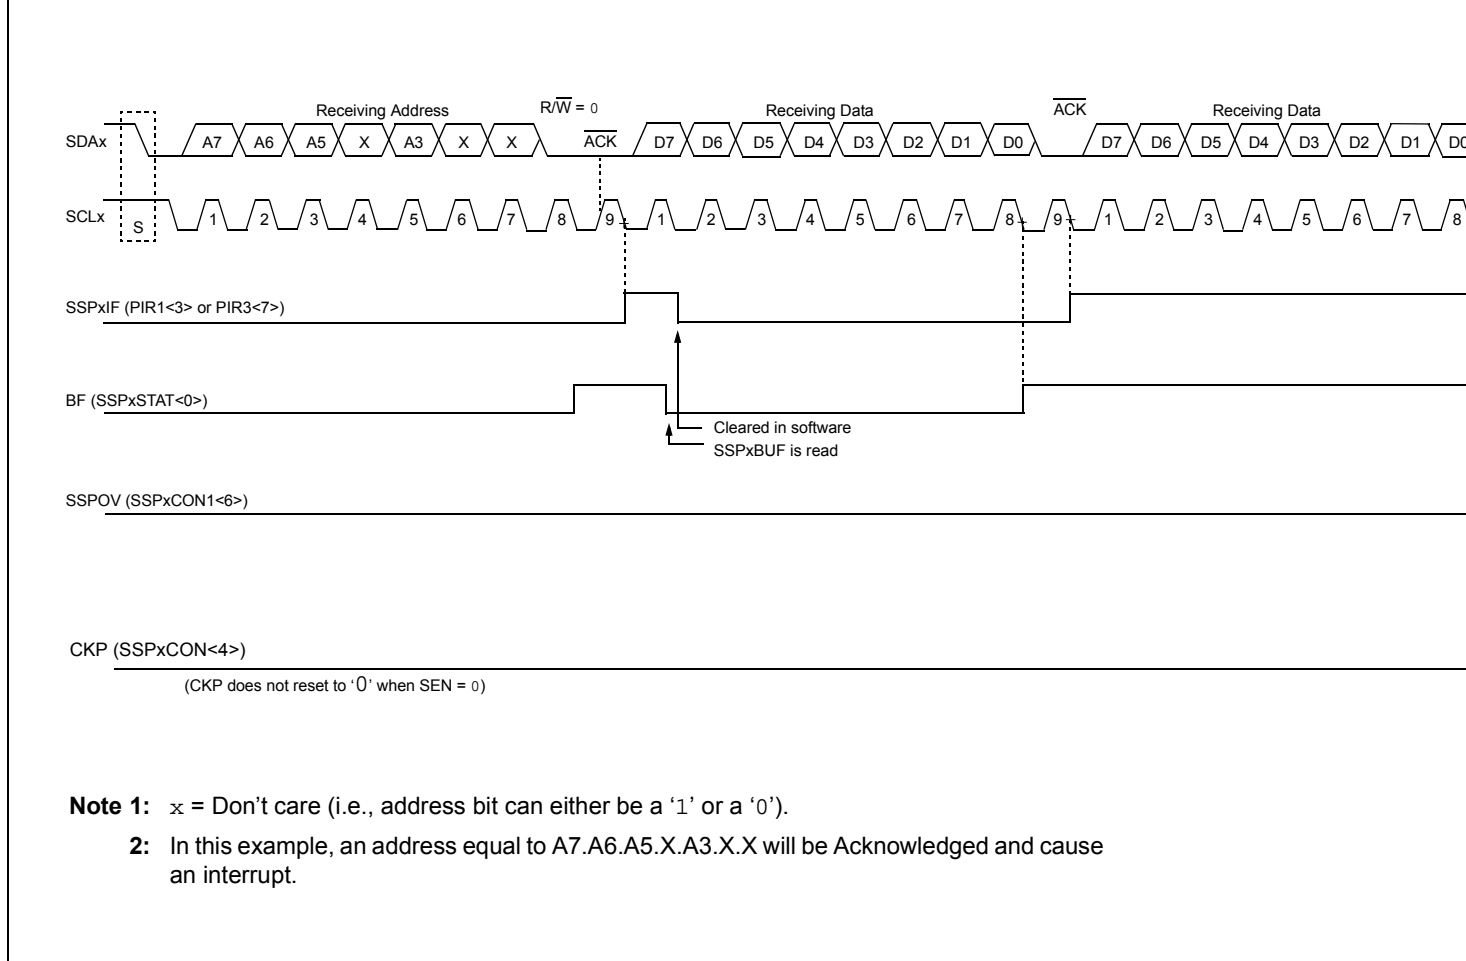 Receiving Address R/W = 0 Receiving Data ACK Receiving Data
SDAx A7 A6 A5 X A3 X X ACK D7 D6 D5 D4 D3 D2 D1 D0 D7 D6 D5 D4 D3 D2 D1 D0
SCLx S 1 2 3 4 5 6 7 8 9 1 2 3 4 5 6 7 8 9 1 2 3 4 5 6 7 8
SSPxIF (PIR1<3> or PIR3<7>)
BF (SSPxSTAT<0>)
Cleared in software
SSPxBUF is read
SSPOV (SSPxCON1<6>)
CKP (SSPxCON<4>)
(CKP does not reset to ‘0’ when SEN = 0)
Note 1: x = Don’t care (i.e., address bit can either be a ‘1’ or a ‘0’).
2: In this example, an address equal to A7.A6.A5.X.A3.X.X will be Acknowledged and cause
an interrupt.